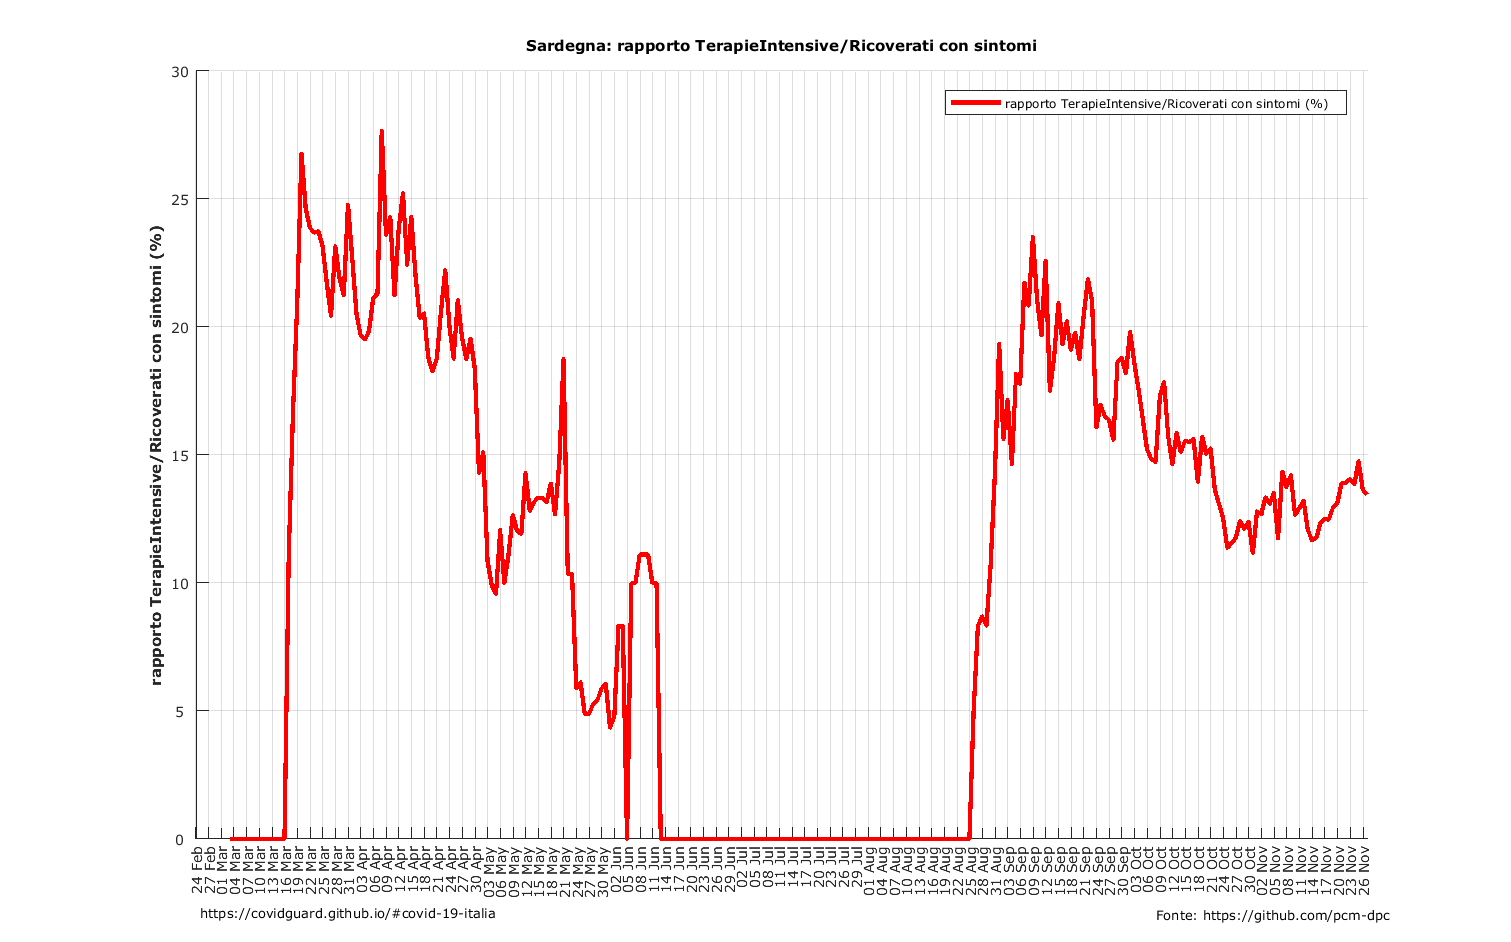 Sardegna: rapporto TerapieIntensive/Ricoverati con sintomi
rapporto TerapieIntensive/Ricoverati con sintomi (%)
rapporto TerapieIntensive/Ricoverati con sintomi (%)
30
25
20
15
10
5
0
24 Feb
27 Feb
01 Mar
04 Mar
07 Mar
10 Mar
13 Mar
16 Mar
19 Mar
22 Mar
25 Mar
28 Mar
31 Mar
03 Apr
06 Apr
09 Apr
12 Apr
15 Apr
18 Apr
21 Apr
24 Apr
27 Apr
30 Apr
03 May
06 May
09 May
12 May
15 May
18 May
21 May
24 May
27 May
30 May
02 Jun
05 Jun
08 Jun
11 Jun
14 Jun
17 Jun
20 Jun
23 Jun
26 Jun
29 Jun
02 Jul
05 Jul
08 Jul
11 Jul
14 Jul
17 Jul
20 Jul
23 Jul
26 Jul
29 Jul
01 Aug
04 Aug
07 Aug
10 Aug
13 Aug
16 Aug
19 Aug
22 Aug
25 Aug
28 Aug
31 Aug
03 Sep
06 Sep
09 Sep
12 Sep
15 Sep
18 Sep
21 Sep
24 Sep
27 Sep
30 Sep
03 Oct
06 Oct
09 Oct
12 Oct
15 Oct
18 Oct
21 Oct
24 Oct
27 Oct
30 Oct
02 Nov
05 Nov
08 Nov
11 Nov
14 Nov
17 Nov
20 Nov
23 Nov
26 Nov
https://covidguard.github.io/#covid-19-italia
Fonte: https://github.com/pcm-dpc